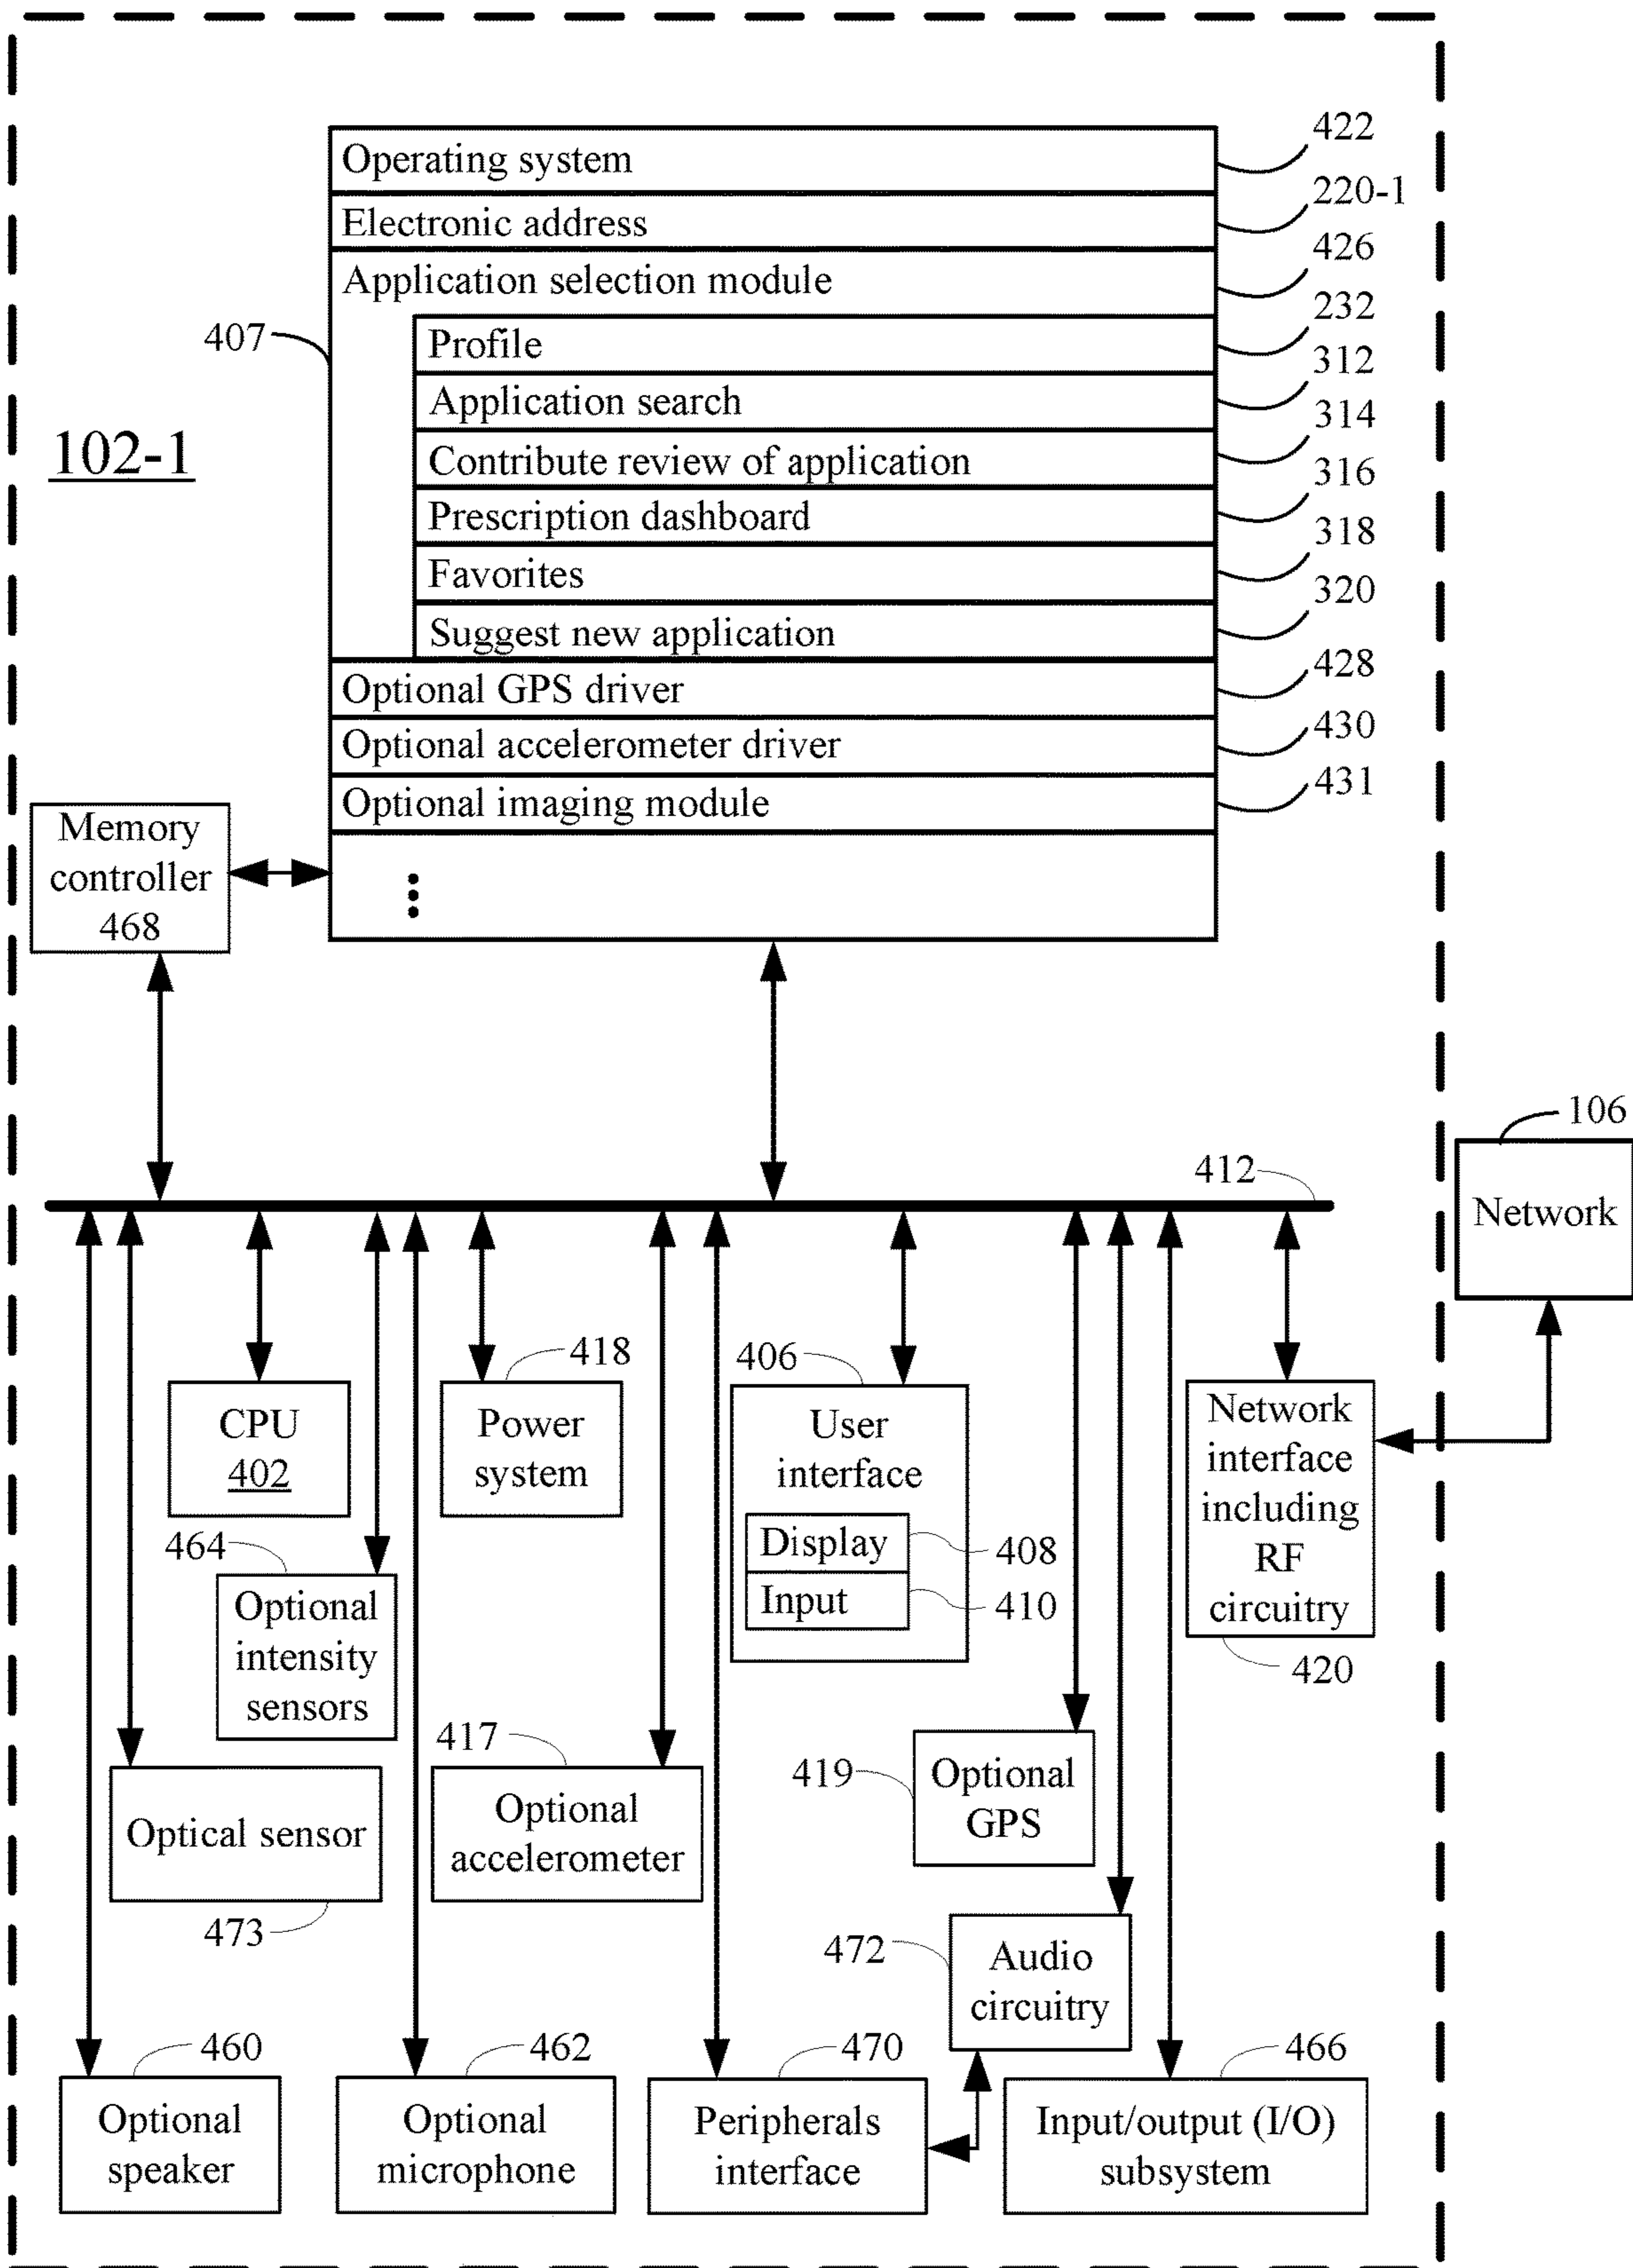 422
Operating system
220-1
Electronic address
426
Application selection module
232
407
Profile
312
Application search
314
102-1
Contribute review of application
316
Prescription dashboard
318
Favorites
320
Suggest new application
428
Optional GPS driver
430
Optional accelerometer driver
431
Optional imaging module
Memory
controller
468
106
412
Network
418
406
CPU
402
Power
system
User
interface
Network
interface
including
RF
circuitry
464
Display
408
Input
410
Optional
intensity
sensors
420
417
419
Optional
GPS
Optical sensor
Optional
accelerometer
473
472
Audio
circuitry
460
462
470
466
Optional
speaker
Optional
microphone
Peripherals
interface
Input/output (I/O)
subsystem